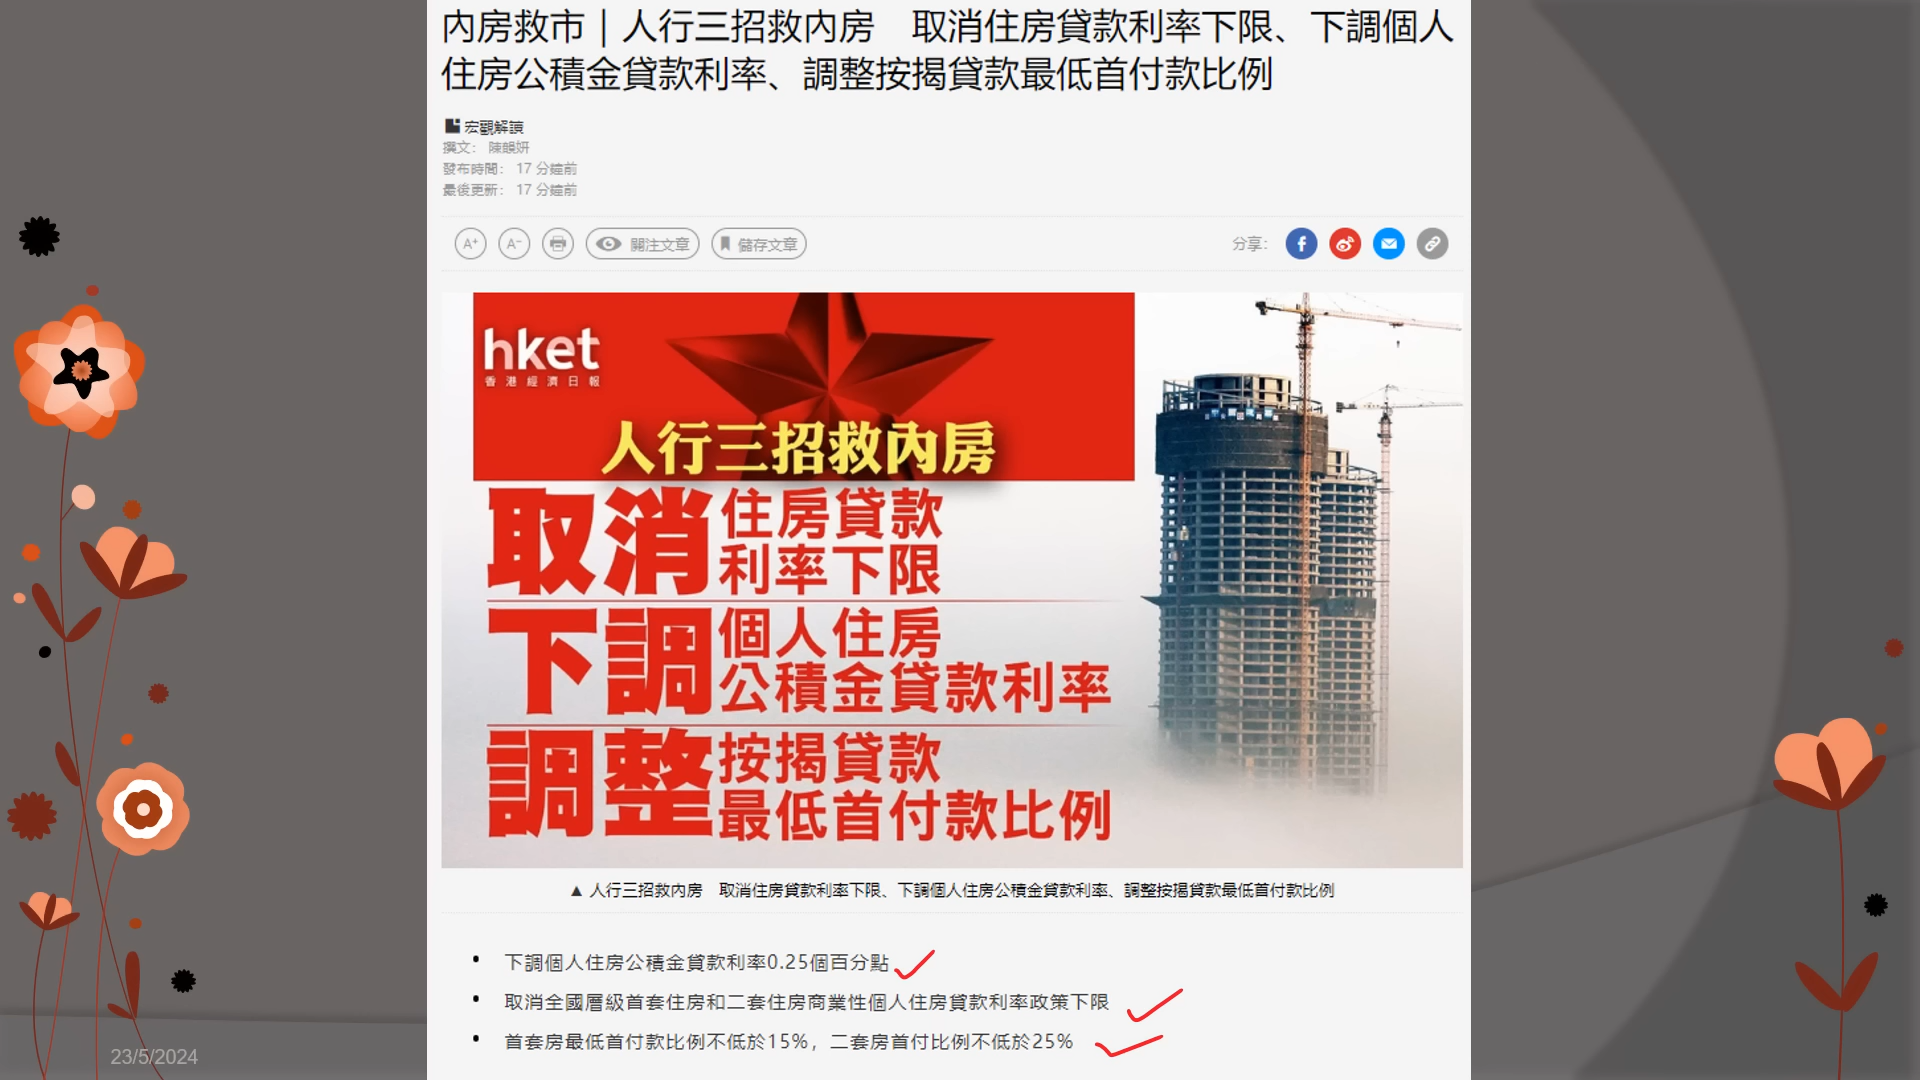 內房救市｜人行三招救內房　取消住房貸款利率下限、下調個人
住房公積金貸款利率、調整按揭貸款最低首付款比例
宏觀解讀
撰文： 陳韻妍
發布時間： 17 分鐘前
最後更新： 17 分鐘前
A+ A- 關注文章 儲存文章 分享：
hket
香港經濟日報
人行三招救內房
取消 住房貸款
利率下限
下調 個人住房
公積金貸款利率
調整 按揭貸款
最低首付款比例
▲ 人行三招救內房　取消住房貸款利率下限、下調個人住房公積金貸款利率、調整按揭貸款最低首付款比例
• 下調個人住房公積金貸款利率0.25個百分點
• 取消全國層級首套住房和二套住房商業性個人住房貸款利率政策下限
• 首套房最低首付款比例不低於15%，二套房首付比例不低於25%
23/5/2024